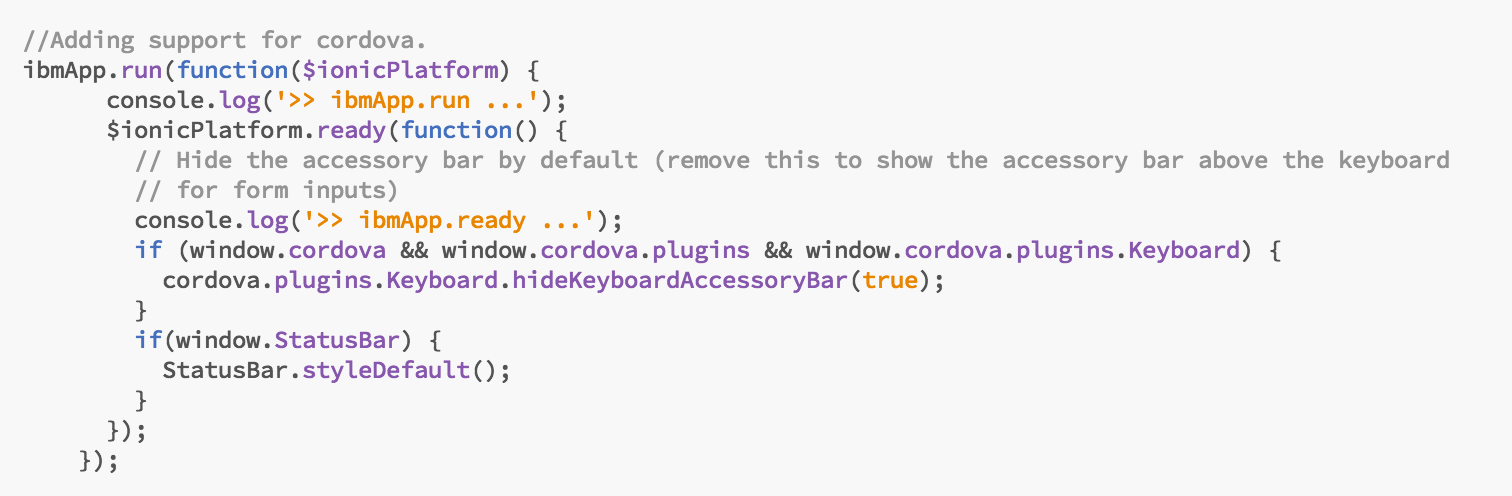 //Adding support for cordova.
ibmApp.run(function($ionicPlatform) {
      console.log('>> ibmApp.run ...');
      $ionicPlatform.ready(function() {
        // Hide the accessory bar by default (remove this to show the accessory bar above the keyboard
        // for form inputs)
        console.log('>> ibmApp.ready ...');
        if (window.cordova && window.cordova.plugins && window.cordova.plugins.Keyboard) {
          cordova.plugins.Keyboard.hideKeyboardAccessoryBar(true);
        }
        if(window.StatusBar) {
          StatusBar.styleDefault();
        }
      });
    });